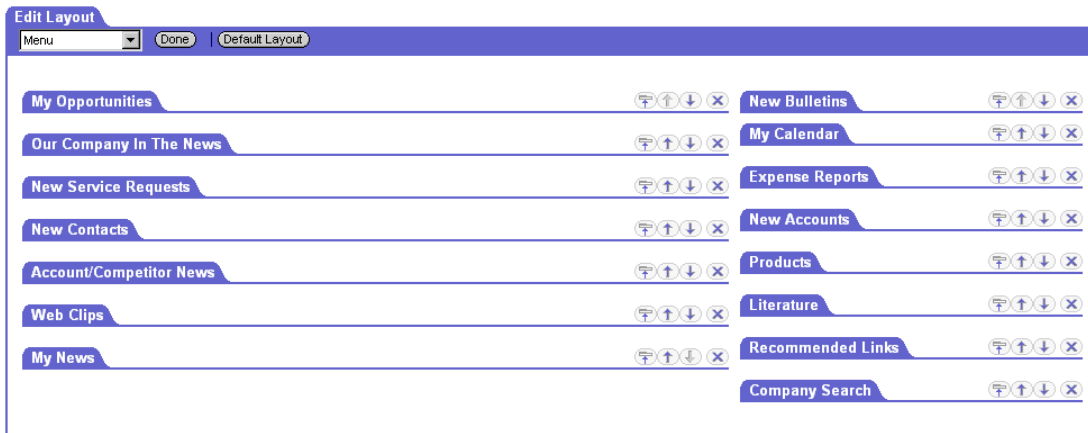 Edit Layout
Menu Done | Default Layout
My Opportunities
Our Company In The News
New Service Requests
New Contacts
Account/Competitor News
Web Clips
My News
New Bulletins
My Calendar
Expense Reports
New Accounts
Products
Literature
Recommended Links
Company Search